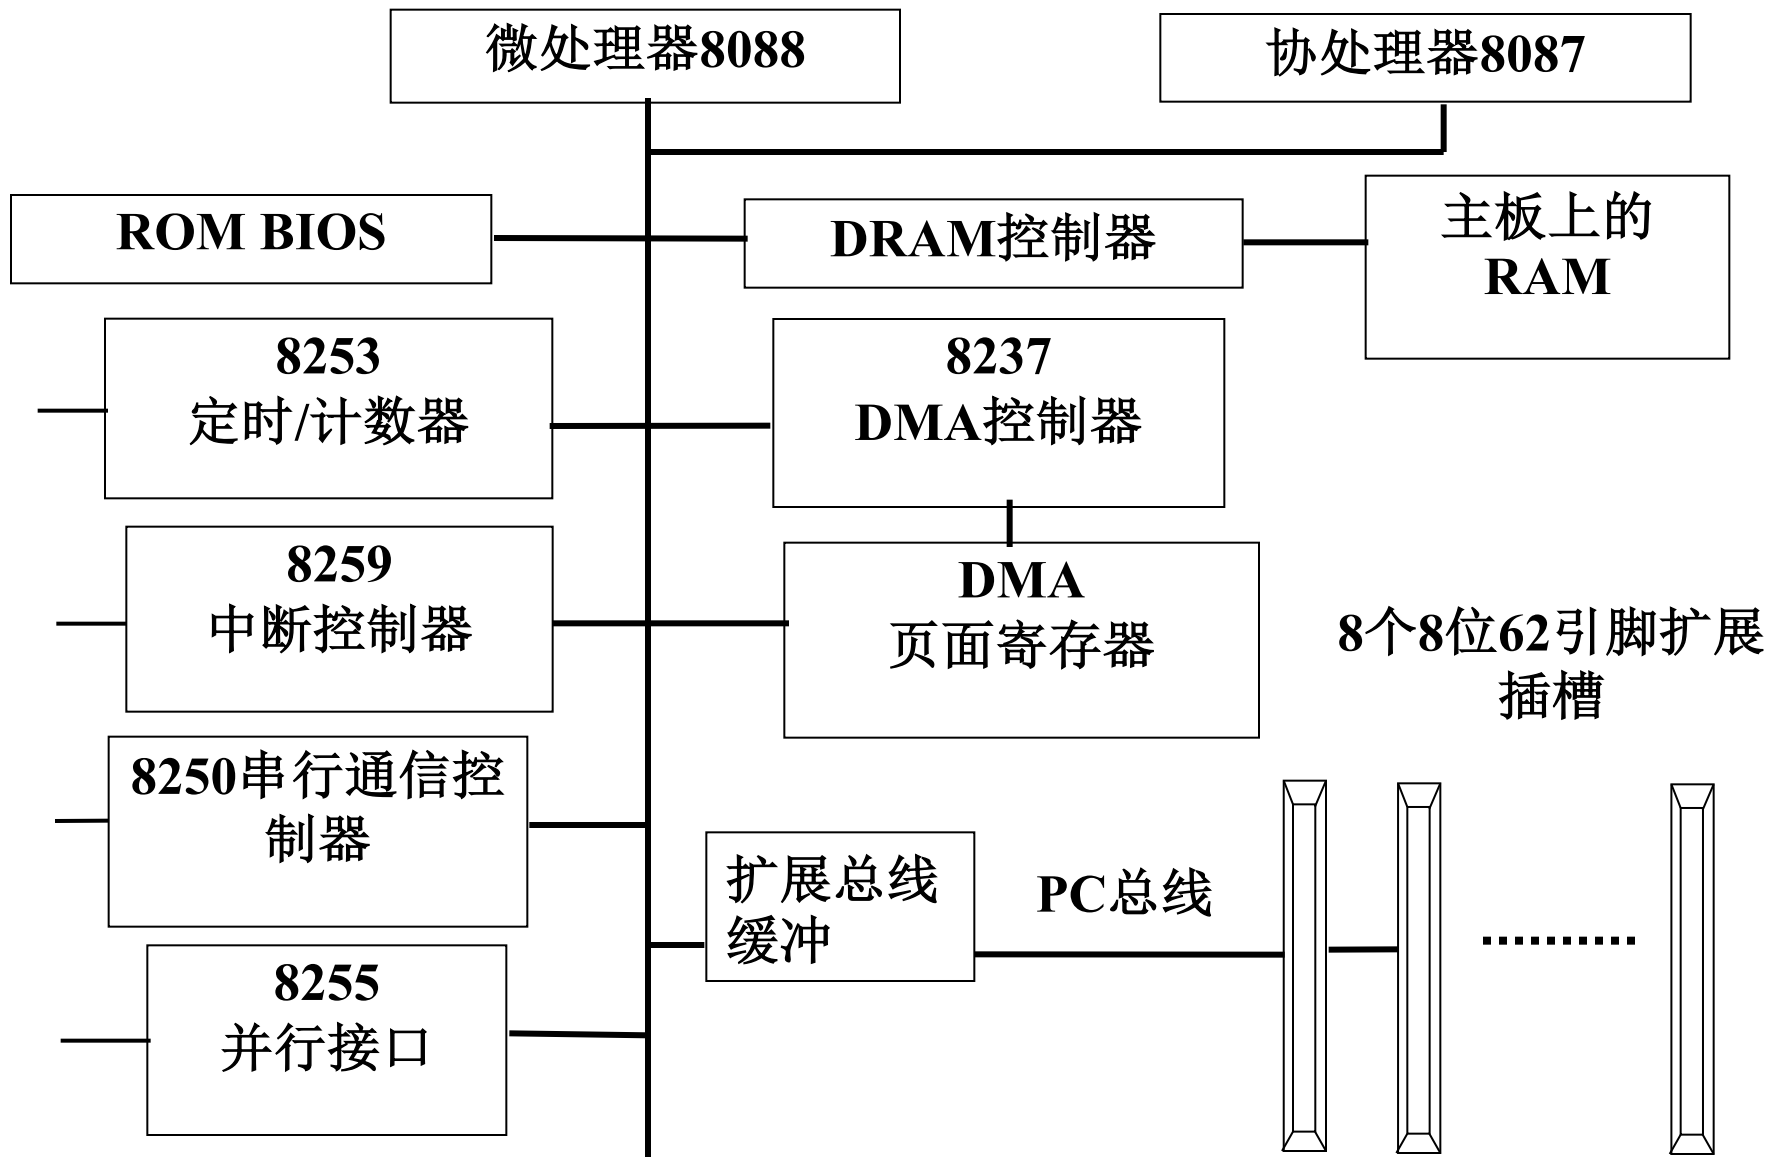 微处理器8088
协处理器8087
ROM BIOS
DRAM控制器
主板上的
RAM
8253
定时/计数器
8237
DMA控制器
8259
中断控制器
DMA
页面寄存器
8个8位62引脚扩展
插槽
8250串行通信控
制器
扩展总线
缓冲
PC总线
8255
并行接口